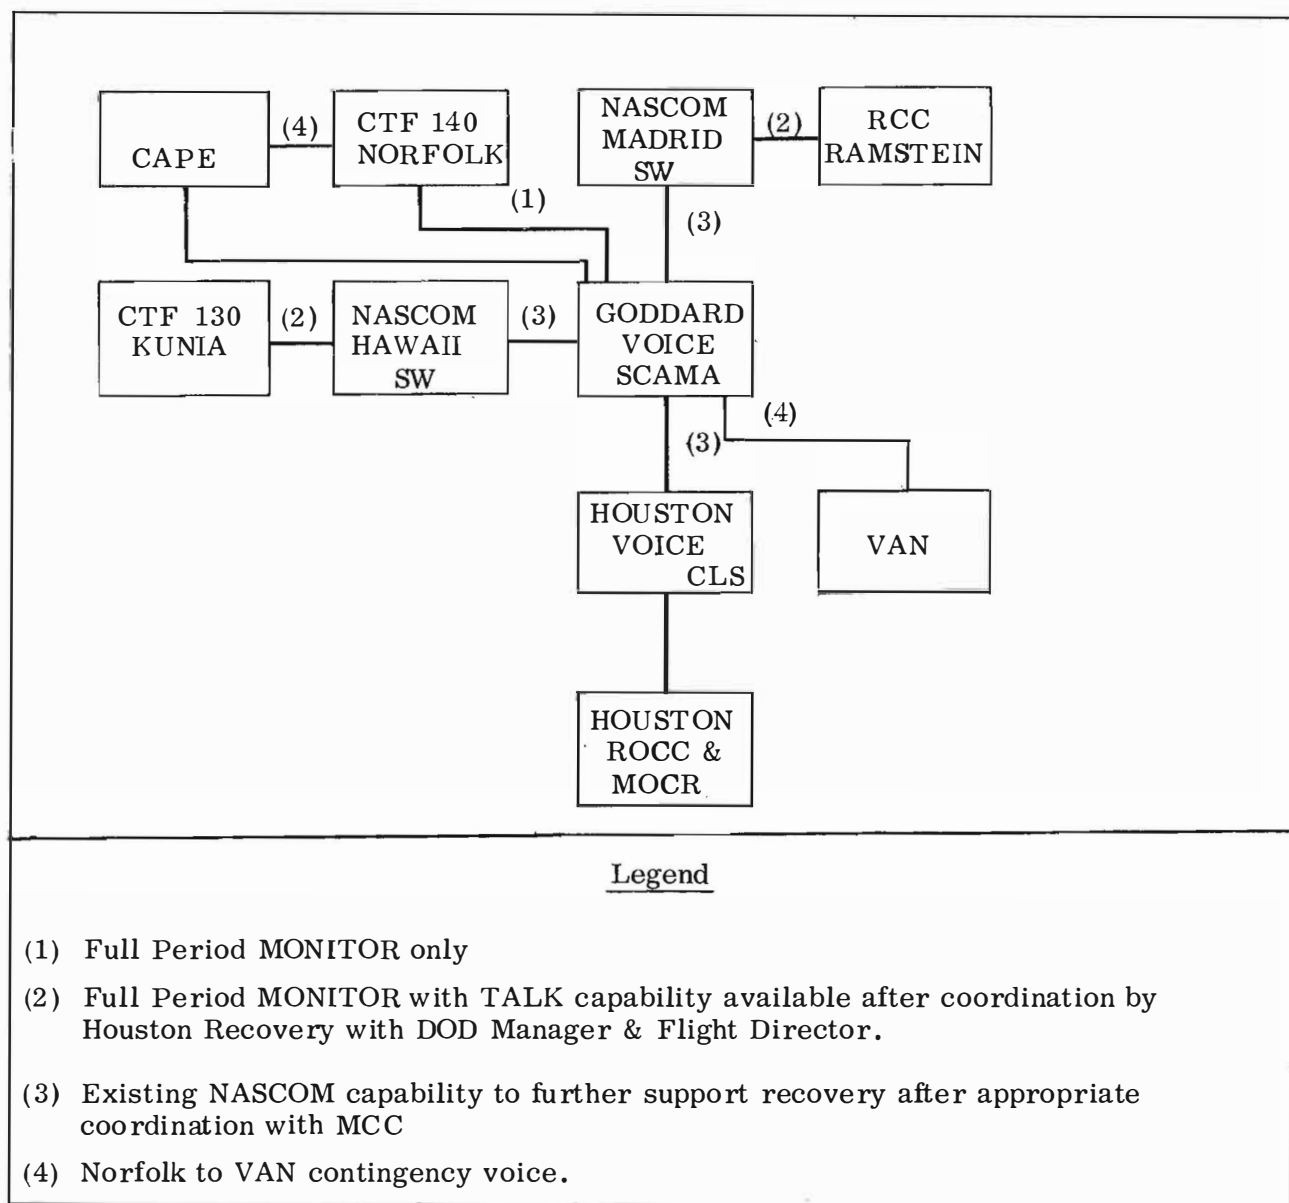 CAPE
(4)
CTF 140
NORFOLK
NASCOM
MADRID
SW
(2)
RCC
RAMSTEIN
(1)
(3)
CTF 130
KUNIA
(2)
NASCOM
HAWAII
SW
(3)
GODDARD
VOICE
SCAMA
(4)
(3)
HOUSTON
VOICE
CLS
VAN
HOUSTON
ROCC &
MOCR
Legend
(1) Full Period MONITOR only
(2) Full Period MONITOR with TALK capability available after coordination by
Houston Recovery with DOD Manager & Flight Director.
(3) Existing NASCOM capability to further support recovery after appropriate
coordination with MCC
(4) Norfolk to VAN contingency voice.